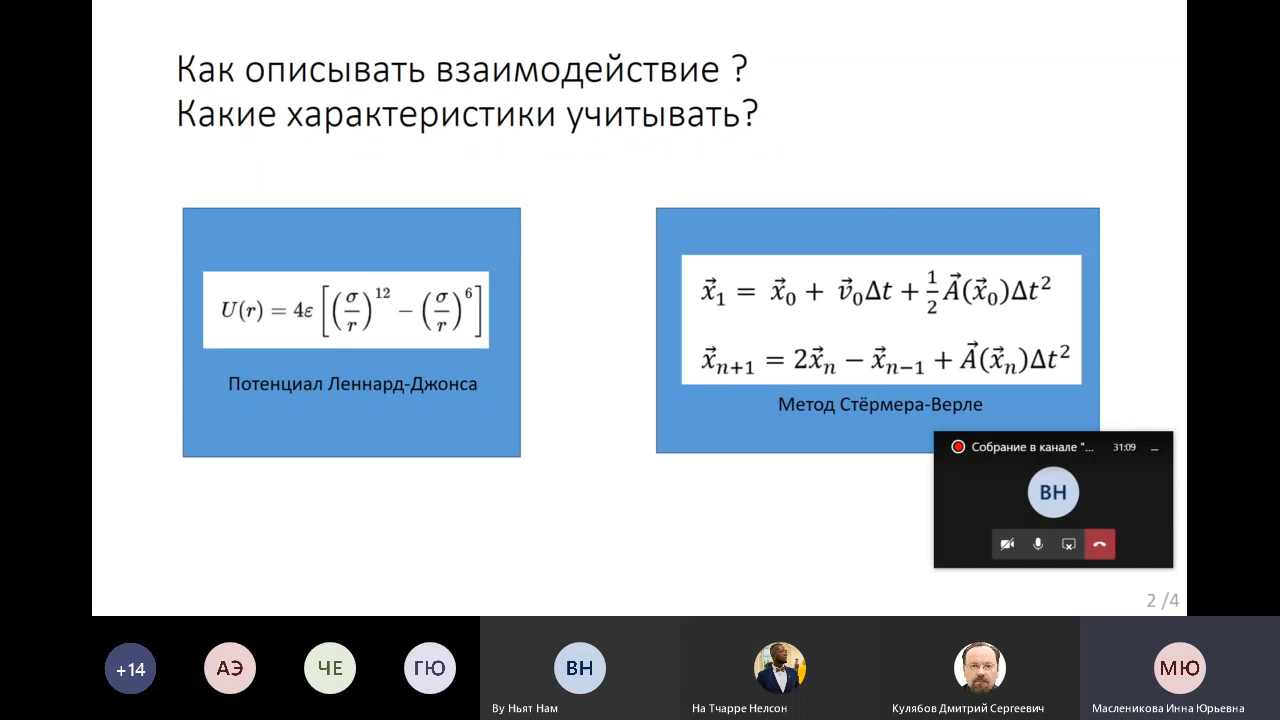 Как описывать взаимодействие ?
Какие характеристики учитывать?
U(r) = 4ε [(σ/r)^12 − (σ/r)^6]
Потенциал Леннард-Джонса
x⃗₁ = x⃗₀ + v⃗₀Δt + 1/2 A⃗(x⃗₀)Δt²
x⃗ₙ₊₁ = 2x⃗ₙ − x⃗ₙ₋₁ + A⃗(x⃗ₙ)Δt²
Метод Стёрмера-Верле
Собрание в канале "... 31:09
ВН
2 /4
+14 АЭ ЧЕ ГЮ ВН МЮ
Ву Ньят Нам На Тчарре Нелсон Кулябов Дмитрий Сергеевич Масленикова Инна Юрьевна